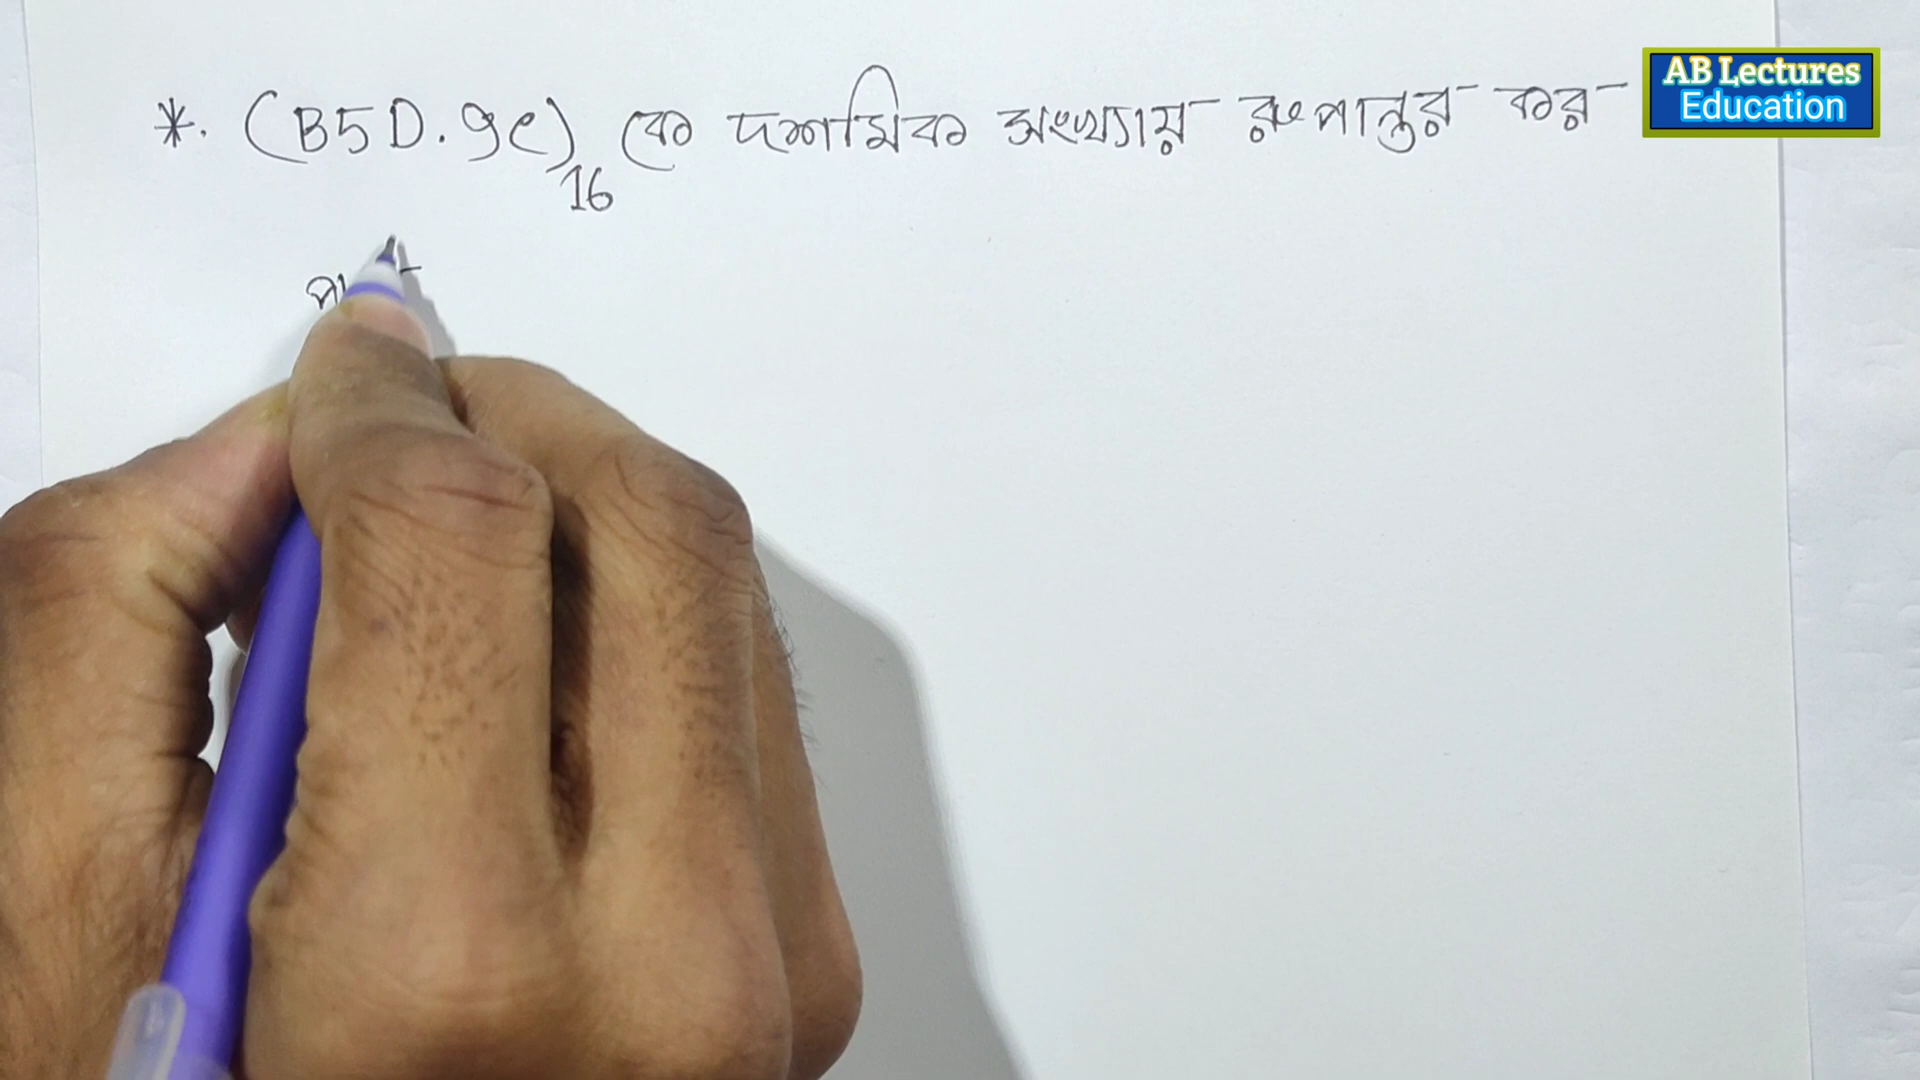 *. (B5D.9C)16 কে দশমিক সংখ্যায় রুপান্তর কর
AB Lectures
Education